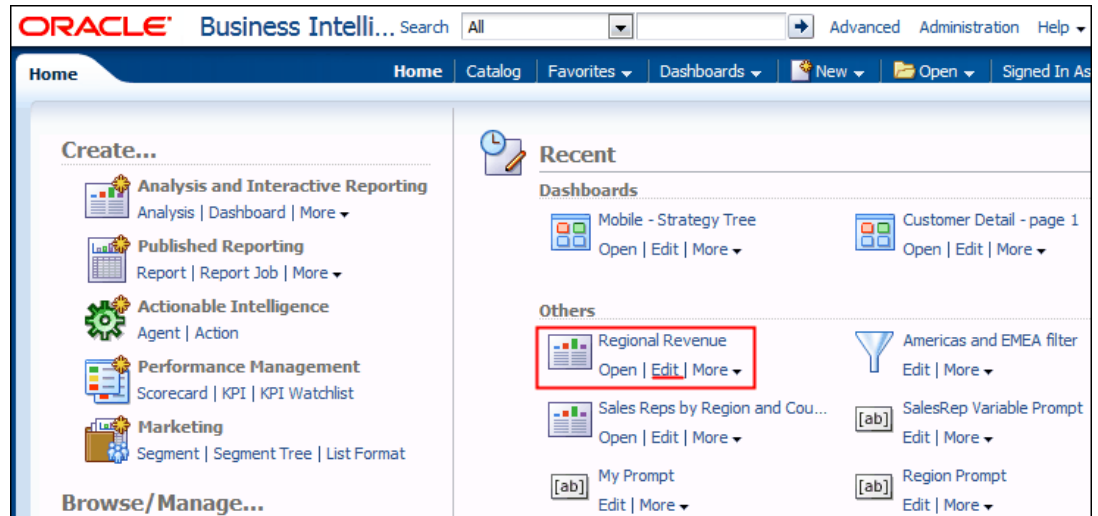 ORACLE Business Intelli... Search All Advanced Administration Help
Home Home Catalog Favorites Dashboards New Open Signed In As
Create...
Analysis and Interactive Reporting
Analysis | Dashboard | More
Published Reporting
Report | Report Job | More
Actionable Intelligence
Agent | Action
Performance Management
Scorecard | KPI | KPI Watchlist
Marketing
Segment | Segment Tree | List Format
Browse/Manage...
Recent
Dashboards
Mobile - Strategy Tree
Open | Edit | More
Customer Detail - page 1
Open | Edit | More
Others
Regional Revenue
Open | Edit | More
Americas and EMEA filter
Edit | More
Sales Reps by Region and Cou...
Open | Edit | More
[ab] SalesRep Variable Prompt
Edit | More
[ab] My Prompt
Edit | More
[ab] Region Prompt
Edit | More